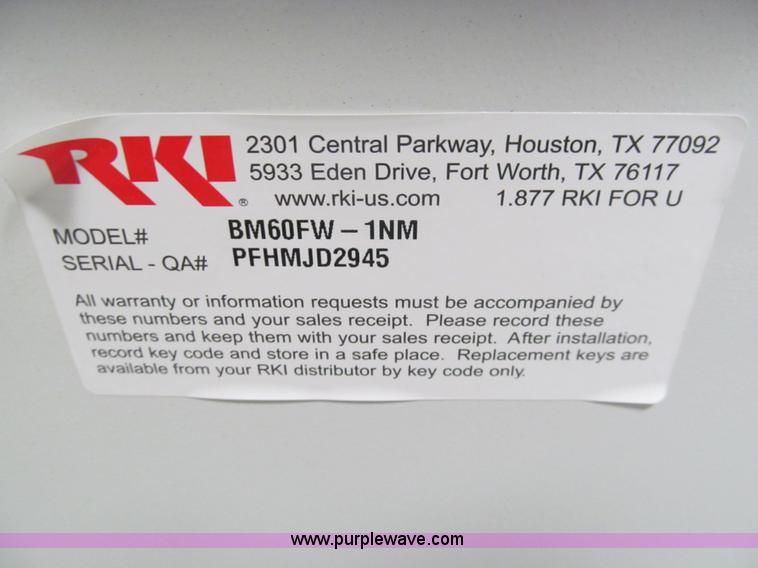 RKI®
2301 Central Parkway, Houston, TX 77092
5933 Eden Drive, Fort Worth, TX 76117
www.rki-us.com 1.877 RKI FOR U
MODEL# BM60FW-1NM
SERIAL - QA# PFHMJD2945
All warranty or information requests must be accompanied by
these numbers and your sales receipt. Please record these
numbers and keep them with your sales receipt. After installation,
record key code and store in a safe place. Replacement keys are
available from your RKI distributor by key code only.
www.purplewave.com